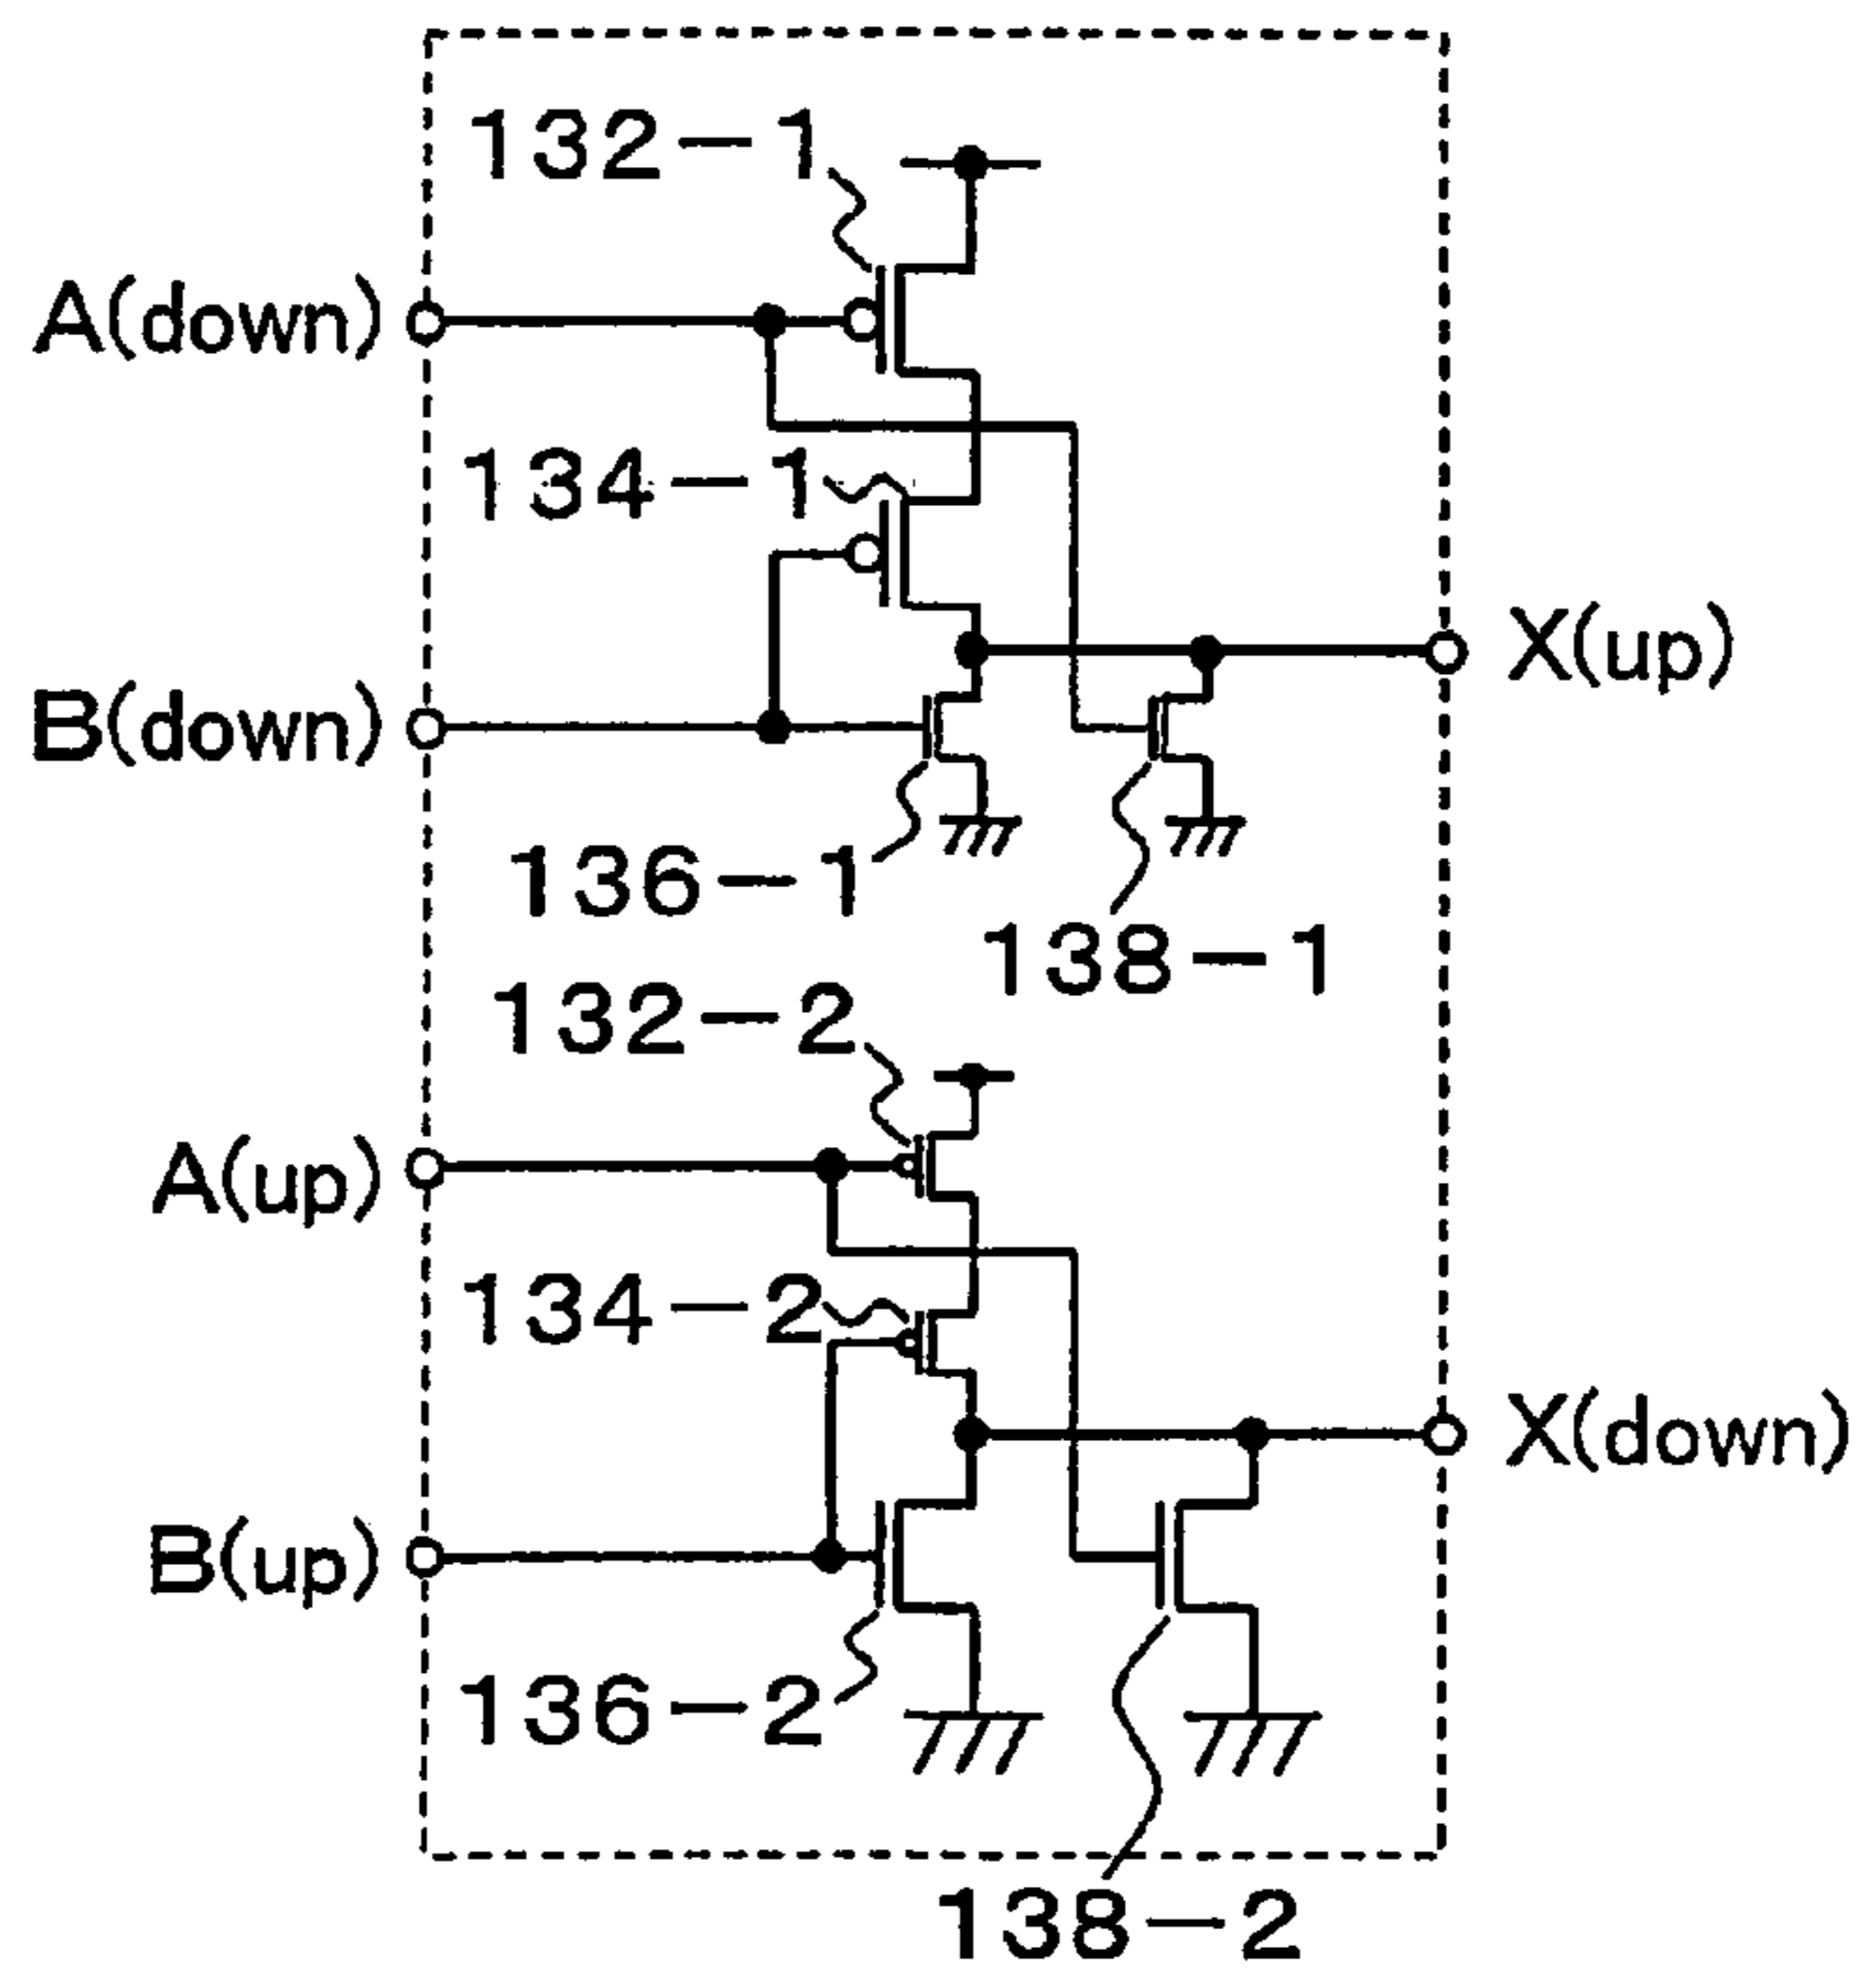 132-1
A(down)
134-1
X(up)
B(down)
136-1
138-1
132-2
A(up)
134-2
X(down)
B(up)
136-2
138-2